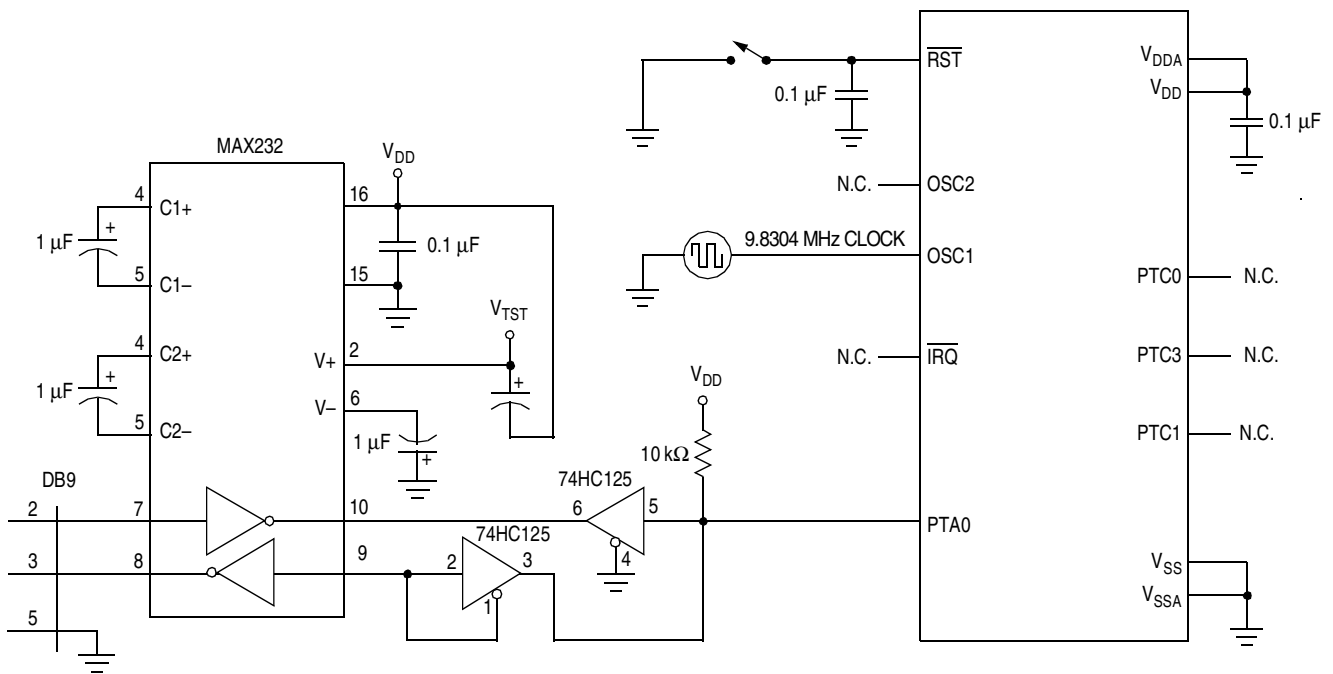 MAX232
4
C1+
1 µF
+
5
C1–
4
C2+
1 µF
+
5
C2–
16
V_DD
0.1 µF
15
V+
2
V_TST
+
V–
6
1 µF
+
DB9
2
7
10
3
8
9
5
74HC125
6
5
4
74HC125
2
3
1
V_DD
10 kΩ
0.1 µF
N.C.
9.8304 MHz CLOCK
N.C.
R̅S̅T̅
OSC2
OSC1
I̅R̅Q̅
PTA0
V_DDA
V_DD
0.1 µF
PTC0
N.C.
PTC3
N.C.
PTC1
N.C.
V_SS
V_SSA